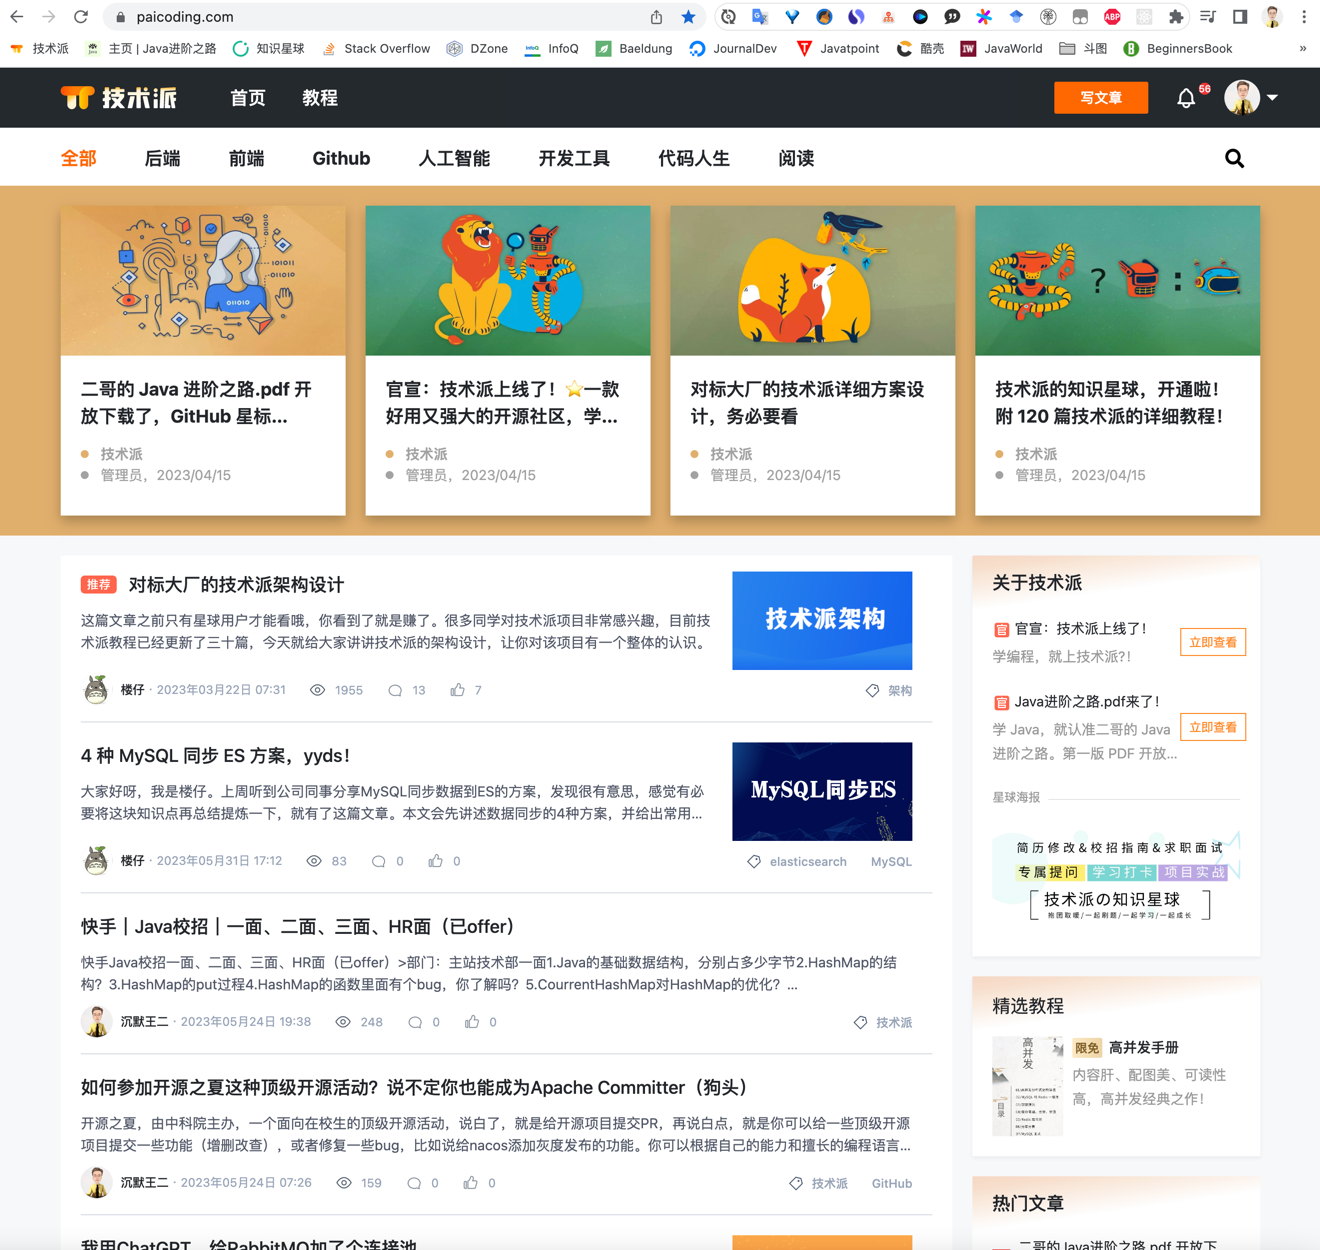 paicoding.com
技术派
主页 | Java进阶之路
知识星球
Stack Overflow
DZone
InfoQ
Baeldung
JournalDev
Javatpoint
酷壳
JavaWorld
斗图
BeginnersBook
»
技术派
首页
教程
写文章
56
全部
后端
前端
Github
人工智能
开发工具
代码人生
阅读
二哥的 Java 进阶之路.pdf 开
放下载了，GitHub 星标...
技术派
管理员，2023/04/15
官宣：技术派上线了！⭐一款
好用又强大的开源社区，学...
技术派
管理员，2023/04/15
对标大厂的技术派详细方案设
计，务必要看
技术派
管理员，2023/04/15
? :
技术派的知识星球，开通啦！
附 120 篇技术派的详细教程！
技术派
管理员，2023/04/15
推荐 对标大厂的技术派架构设计
这篇文章之前只有星球用户才能看哦，你看到了就是赚了。很多同学对技术派项目非常感兴趣，目前技
术派教程已经更新了三十篇，今天就给大家讲讲技术派的架构设计，让你对该项目有一个整体的认识。
楼仔 · 2023年03月22日 07:31 1955 13 7
技术派架构
架构
4 种 MySQL 同步 ES 方案，yyds！
大家好呀，我是楼仔。上周听到公司同事分享MySQL同步数据到ES的方案，发现很有意思，感觉有必
要将这块知识点再总结提炼一下，就有了这篇文章。本文会先讲述数据同步的4种方案，并给出常用...
楼仔 · 2023年05月31日 17:12 83 0 0
MySQL同步ES
elasticsearch MySQL
快手｜Java校招｜一面、二面、三面、HR面（已offer）
快手Java校招一面、二面、三面、HR面（已offer）>部门：主站技术部一面1.Java的基础数据结构，分别占多少字节2.HashMap的结
构？3.HashMap的put过程4.HashMap的函数里面有个bug，你了解吗？5.CourrentHashMap对HashMap的优化？...
沉默王二 · 2023年05月24日 19:38 248 0 0
技术派
如何参加开源之夏这种顶级开源活动？说不定你也能成为Apache Committer（狗头）
开源之夏，由中科院主办，一个面向在校生的顶级开源活动，说白了，就是给开源项目提交PR，再说白点，就是你可以给一些顶级开源
项目提交一些功能（增删改查），或者修复一些bug，比如说给nacos添加灰度发布的功能。你可以根据自己的能力和擅长的编程语言...
沉默王二 · 2023年05月24日 07:26 159 0 0
技术派 GitHub
我用ChatGPT，给RabbitMQ加了个连接池
关于技术派
官 官宣：技术派上线了！
学编程，就上技术派?！
立即查看
官 Java进阶之路.pdf来了！
学 Java，就认准二哥的 Java
进阶之路。第一版 PDF 开放...
立即查看
星球海报
简历修改&校招指南&求职面试
专属提问 学习打卡 项目实战
技术派の知识星球
抱团取暖/一起刷题/一起学习/一起成长
精选教程
高并发
目录
限免 高并发手册
内容肝、配图美、可读性
高，高并发经典之作！
热门文章
二哥的Java进阶之路.pdf 开放下